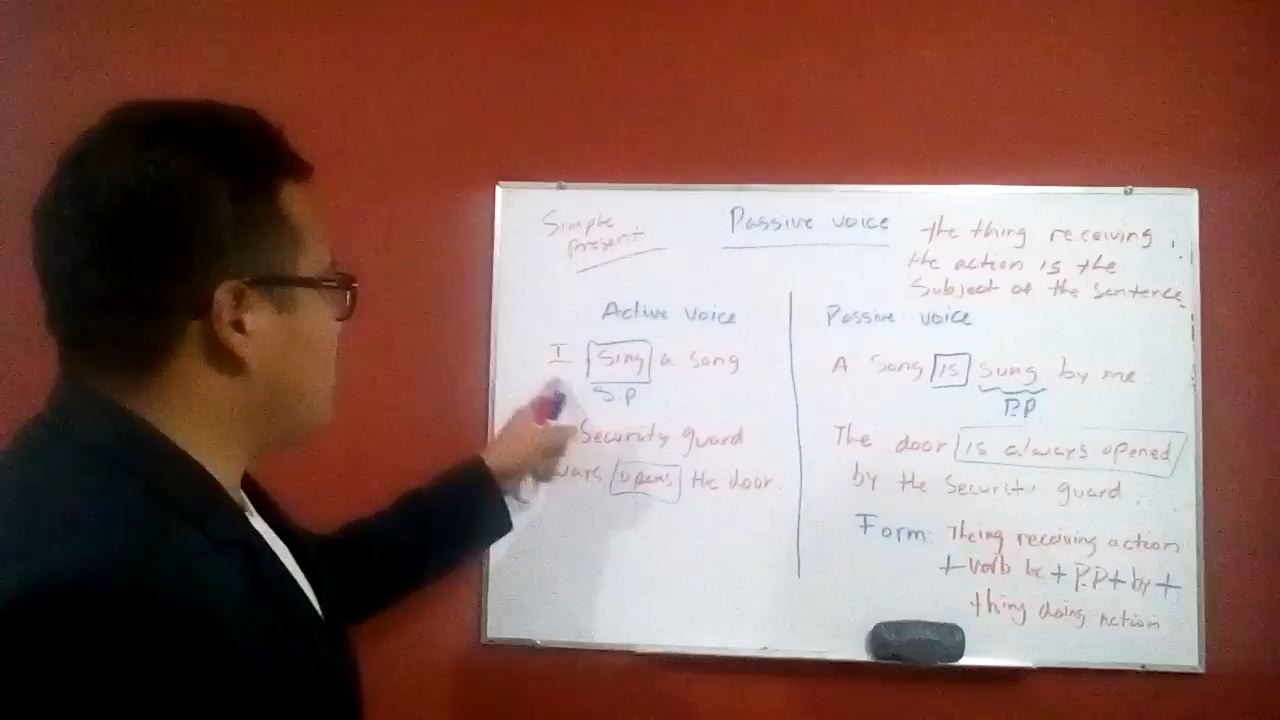 Simple
present
Passive voice
the thing receiving
the action is the
subject of the sentence
Active voice
I sing a song
S.P
Security guard
opens the door.
Passive voice
A song is sung by me
P.P
The door is always opened
by the security guard.
Form: Theing receiving action
+ verb be + P.P + by +
thing doing action